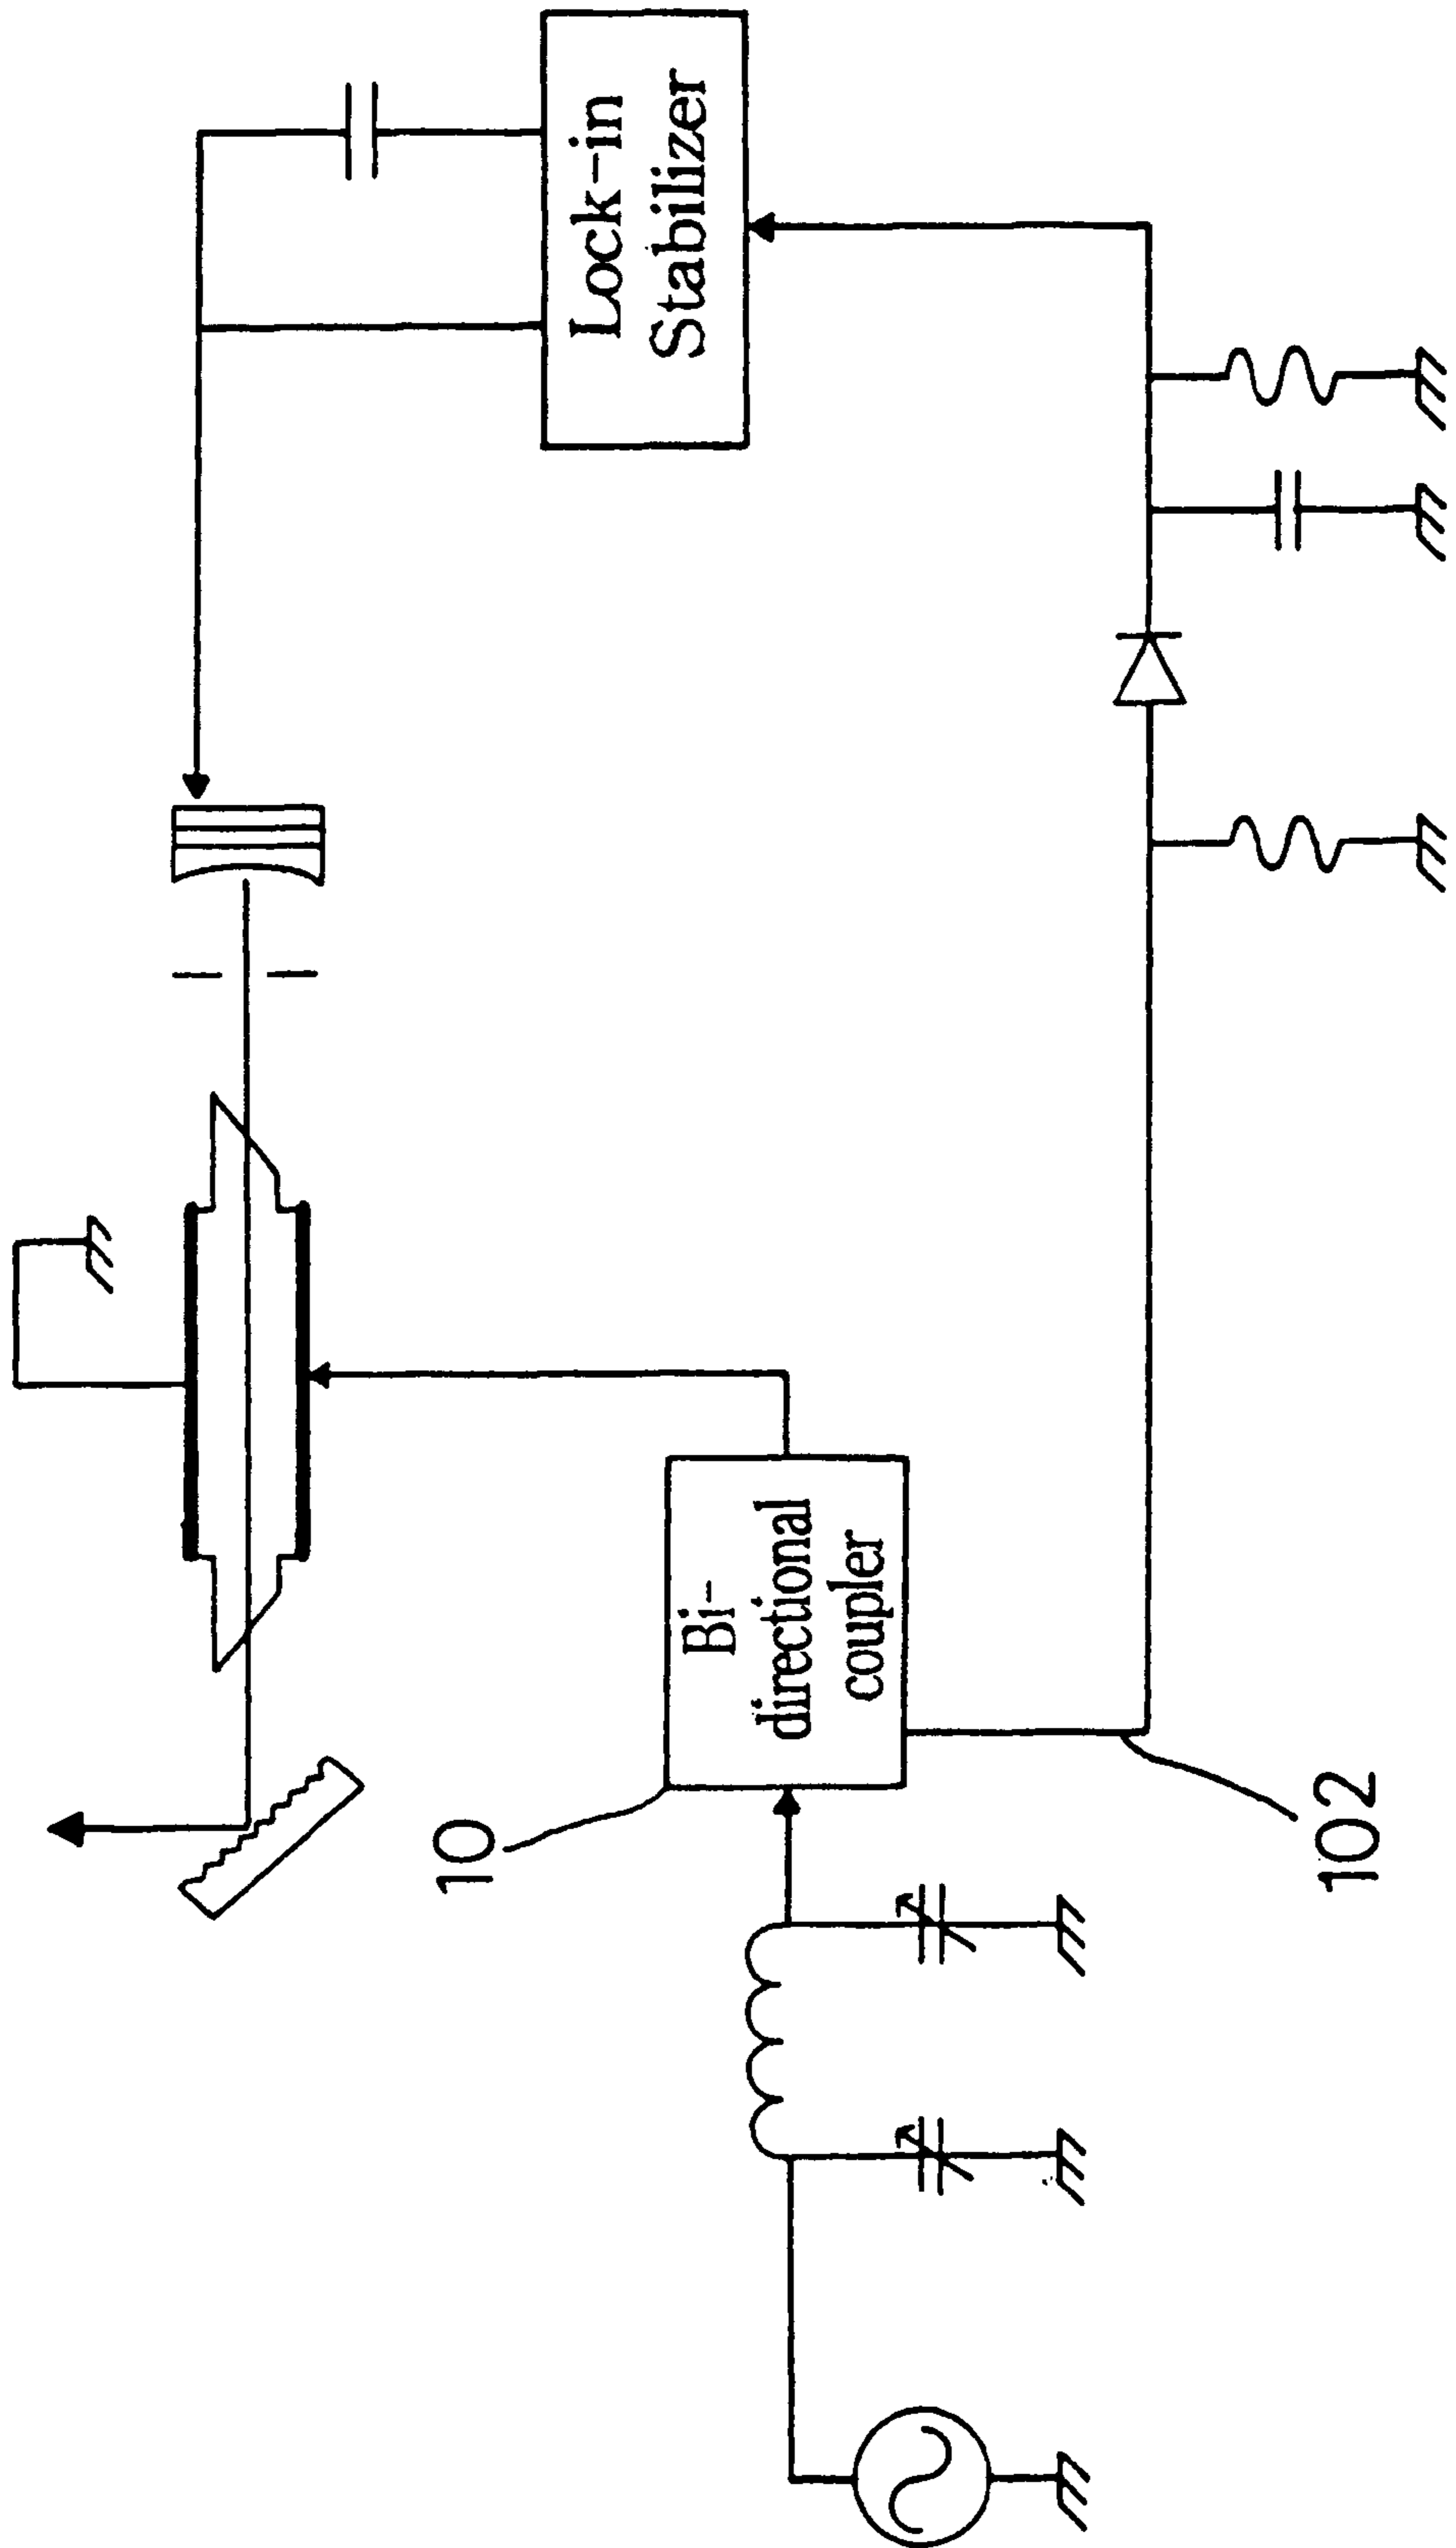 Lock-in
Stabilizer
Bi-
directional
coupler
10
102